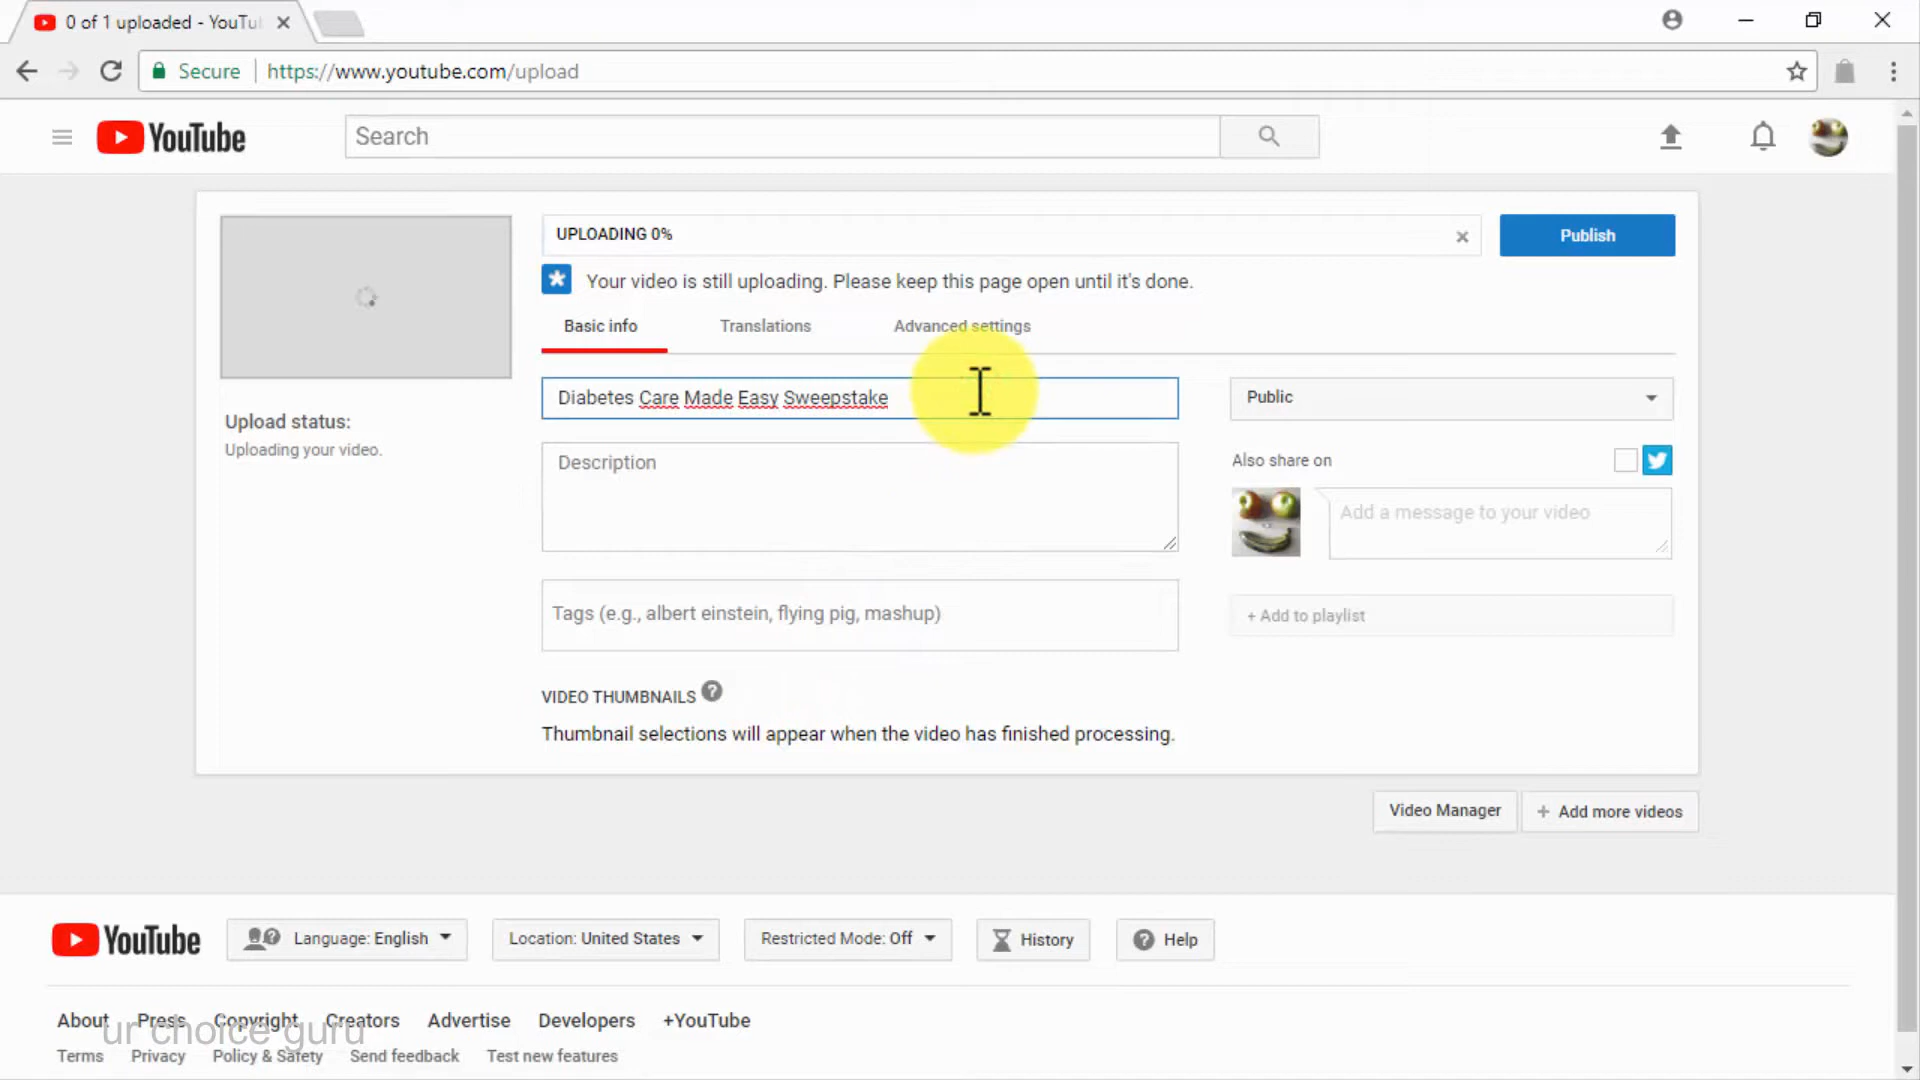 0 of 1 uploaded - YouTu
Secure https://www.youtube.com/upload
YouTube
Search
UPLOADING 0%
Publish
Your video is still uploading. Please keep this page open until it's done.
Basic info Translations Advanced settings
Diabetes Care Made Easy Sweepstake
Public
Upload status:
Uploading your video.
Description
Also share on
Add a message to your video
Tags (e.g., albert einstein, flying pig, mashup)
+ Add to playlist
VIDEO THUMBNAILS ?
Thumbnail selections will appear when the video has finished processing.
Video Manager + Add more videos
YouTube Language: English Location: United States Restricted Mode: Off History Help
About Press Copyright Creators Advertise Developers +YouTube
ur choice guru
Terms Privacy Policy & Safety Send feedback Test new features